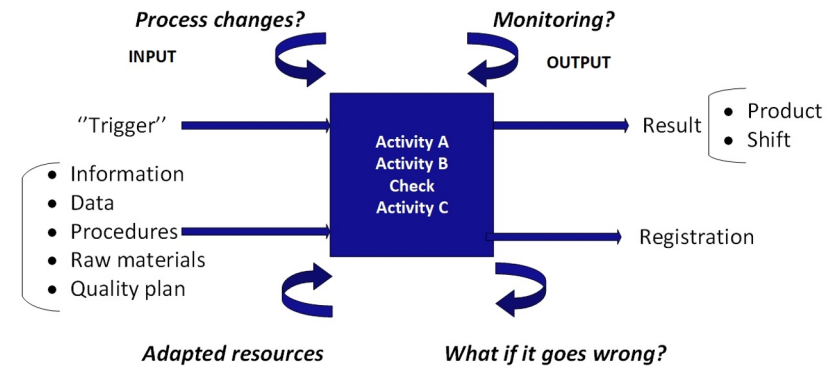 Process changes?
Monitoring?
INPUT
OUTPUT
‘’Trigger’’
Information
Data
Procedures
Raw materials
Quality plan
Activity A
Activity B
Check
Activity C
Result
Product
Shift
Registration
Adapted resources
What if it goes wrong?